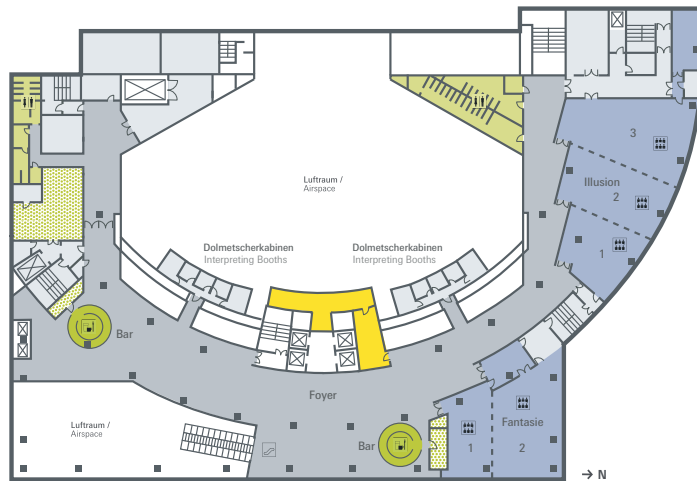 3
Luftraum /
Airspace
Illusion
2
Dolmetscherkabinen
Interpreting Booths
Dolmetscherkabinen
Interpreting Booths
1
Bar
Foyer
Luftraum /
Airspace
Fantasie
Bar
1
2
→ N